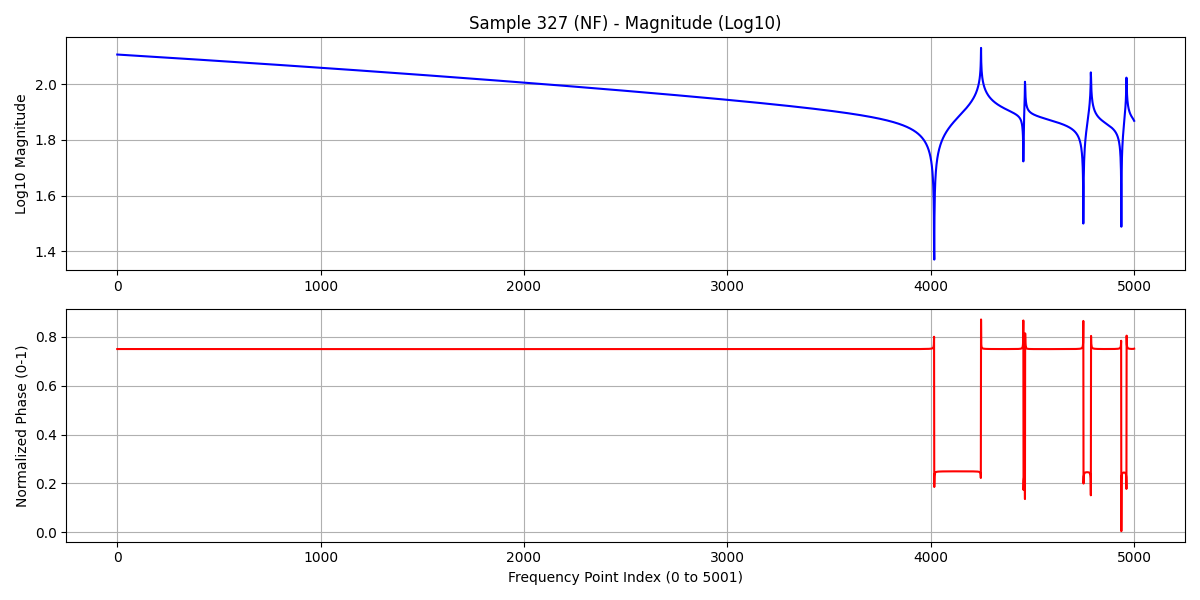 Sample 327 (NF) - Magnitude (Log10)
Log10 Magnitude
2.0
1.8
1.6
1.4
0 1000 2000 3000 4000 5000
Normalized Phase (0-1)
0.8
0.6
0.4
0.2
0.0
0 1000 2000 3000 4000 5000
Frequency Point Index (0 to 5001)